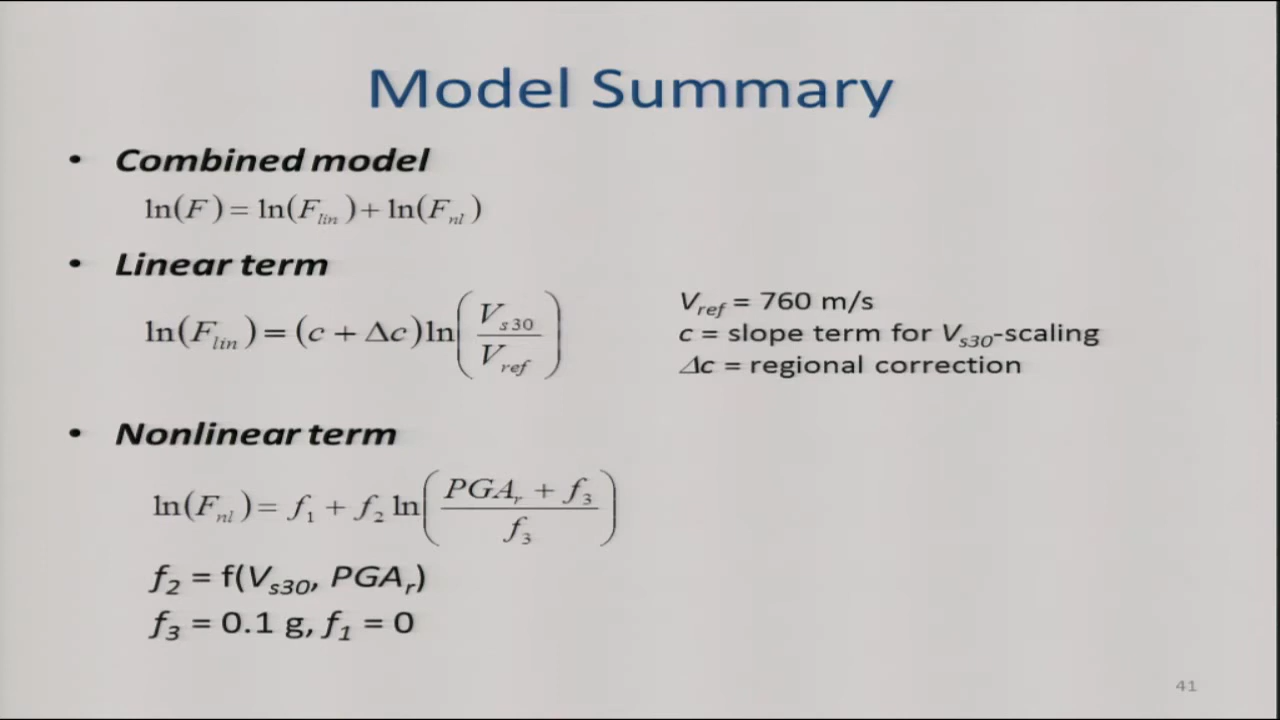 Model Summary
• Combined model
ln(F) = ln(F_lin) + ln(F_nl)
• Linear term
ln(F_lin) = (c + Δc) ln(V_s30 / V_ref)
V_ref = 760 m/s
c = slope term for V_s30-scaling
Δc = regional correction
• Nonlinear term
ln(F_nl) = f_1 + f_2 ln((PGA_r + f_3) / f_3)
f_2 = f(V_s30, PGA_r)
f_3 = 0.1 g, f_1 = 0
41